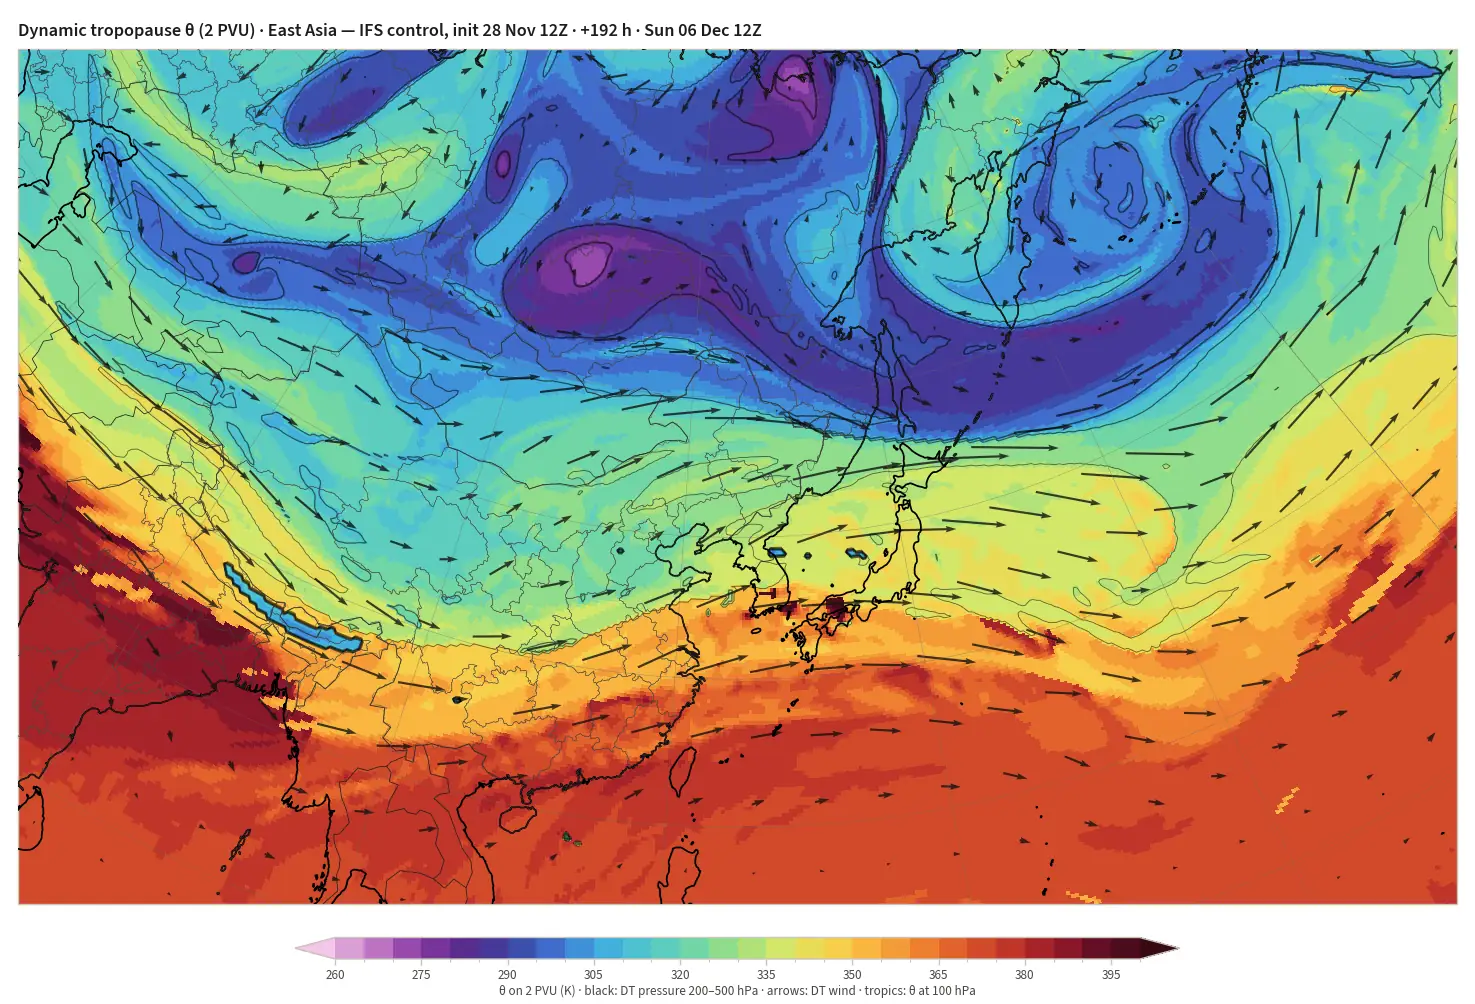 Dynamic tropopause θ (2 PVU) · East Asia — IFS control, init 28 Nov 12Z · +192 h · Sun 06 Dec 12Z
260 275 290 305 320 335 350 365 380 395
θ on 2 PVU (K) · black: DT pressure 200–500 hPa · arrows: DT wind · tropics: θ at 100 hPa